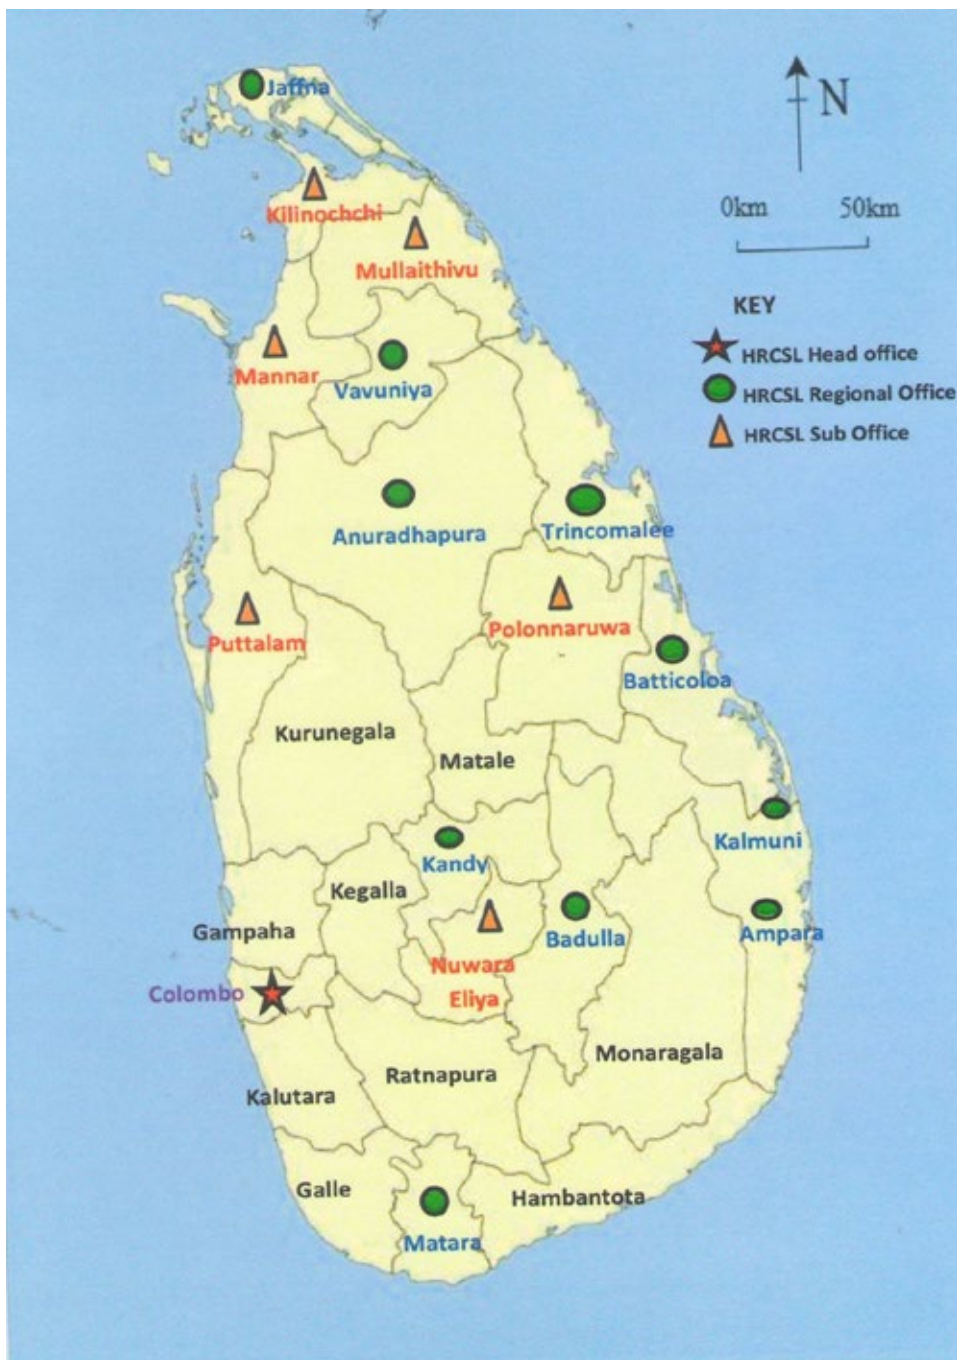 Jaffna
N
Kilinochchi
0km 50km
Mullaithivu
KEY
HRCSL Head office
Mannar
Vavuniya
HRCSL Regional Office
HRCSL Sub Office
Anuradhapura
Trincomalee
Puttalam
Polonnaruwa
Batticoloa
Kurunegala
Matale
Kalmuni
Kandy
Kegalla
Gampaha
Badulla
Ampara
Nuwara
Eliya
Colombo
Monaragala
Ratnapura
Kalutara
Galle
Hambantota
Matara